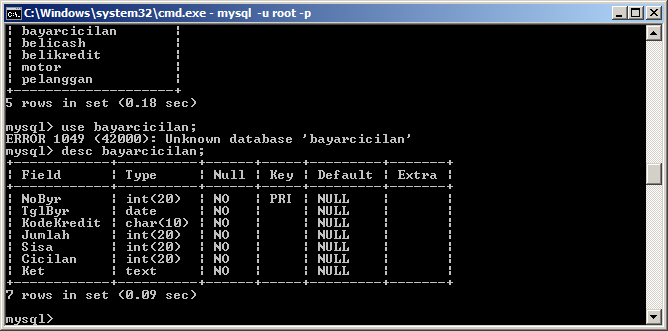 C:\Windows\system32\cmd.exe - mysql -u root -p
| bayarcicilan       |
| belicash           |
| belikredit         |
| motor              |
| pelanggan          |
+--------------------+
5 rows in set (0.18 sec)
mysql> use bayarcicilan;
ERROR 1049 (42000): Unknown database 'bayarcicilan'
mysql> desc bayarcicilan;
+------------+----------+------+-----+---------+-------+
| Field      | Type     | Null | Key | Default | Extra |
+------------+----------+------+-----+---------+-------+
| NoByr      | int(20)  | NO   | PRI | NULL    |       |
| TglByr     | date     | NO   |     | NULL    |       |
| KodeKredit | char(10) | NO   |     | NULL    |       |
| Jumlah     | int(20)  | NO   |     | NULL    |       |
| Sisa       | int(20)  | NO   |     | NULL    |       |
| Cicilan    | int(20)  | NO   |     | NULL    |       |
| Ket        | text     | NO   |     | NULL    |       |
+------------+----------+------+-----+---------+-------+
7 rows in set (0.09 sec)
mysql>